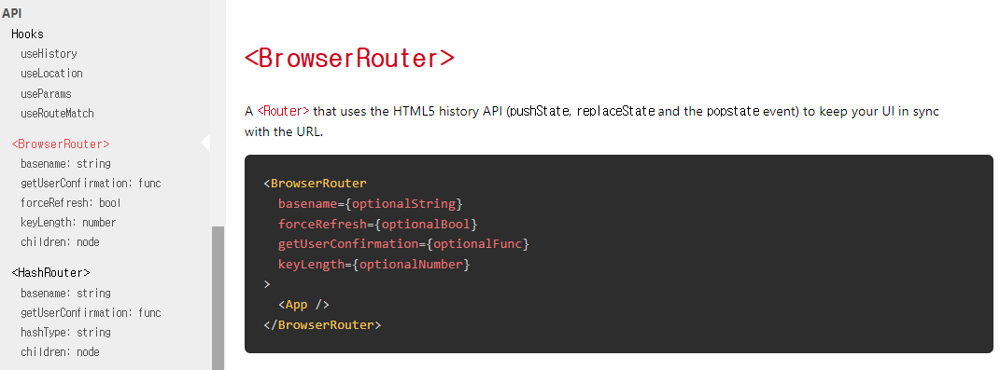 API
Hooks
useHistory
useLocation
useParams
useRouteMatch
<BrowserRouter>
basename: string
getUserConfirmation: func
forceRefresh: bool
keyLength: number
children: node
<HashRouter>
basename: string
getUserConfirmation: func
hashType: string
children: node
<BrowserRouter>
A <Router> that uses the HTML5 history API (pushState, replaceState and the popstate event) to keep your UI in sync
with the URL.
<BrowserRouter
basename={optionalString}
forceRefresh={optionalBool}
getUserConfirmation={optionalFunc}
keyLength={optionalNumber}
>
<App />
</BrowserRouter>